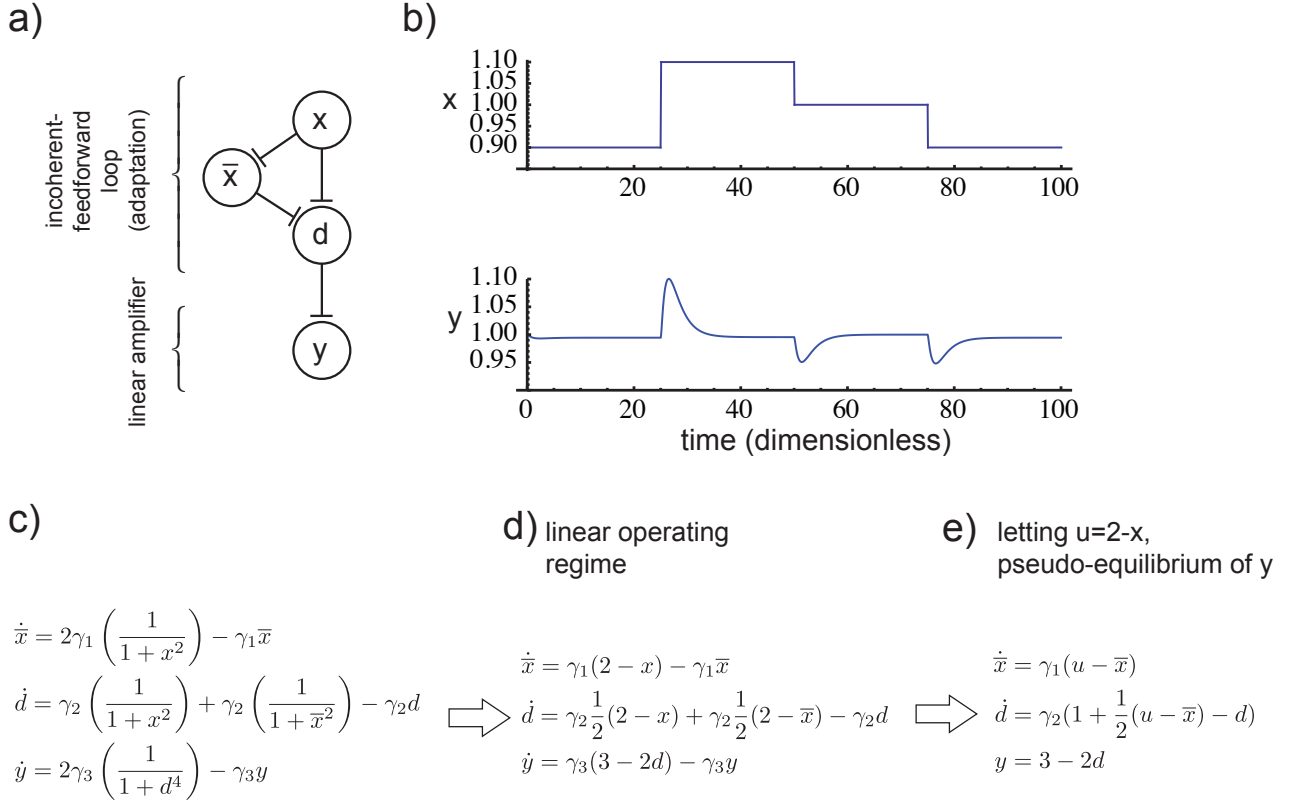 a)
incoherent-
feedforward
loop
(adaptation)
linear amplifier
x
x̅
d
y
b)
x
1.10
1.05
1.00
0.95
0.90
20 40 60 80 100
y
1.10
1.05
1.00
0.95
0 20 40 60 80 100
time (dimensionless)
c)
ẋ̅ = 2γ₁ (1 / (1 + x²)) − γ₁x̅
ḋ = γ₂ (1 / (1 + x²)) + γ₂ (1 / (1 + x̅²)) − γ₂d
ẏ = 2γ₃ (1 / (1 + d⁴)) − γ₃y
d) linear operating
regime
ẋ̅ = γ₁(2 − x) − γ₁x̅
ḋ = γ₂ 1/2 (2 − x) + γ₂ 1/2 (2 − x̅) − γ₂d
ẏ = γ₃(3 − 2d) − γ₃y
e) letting u=2-x,
pseudo-equilibrium of y
ẋ̅ = γ₁(u − x̅)
ḋ = γ₂(1 + 1/2 (u − x̅) − d)
y = 3 − 2d